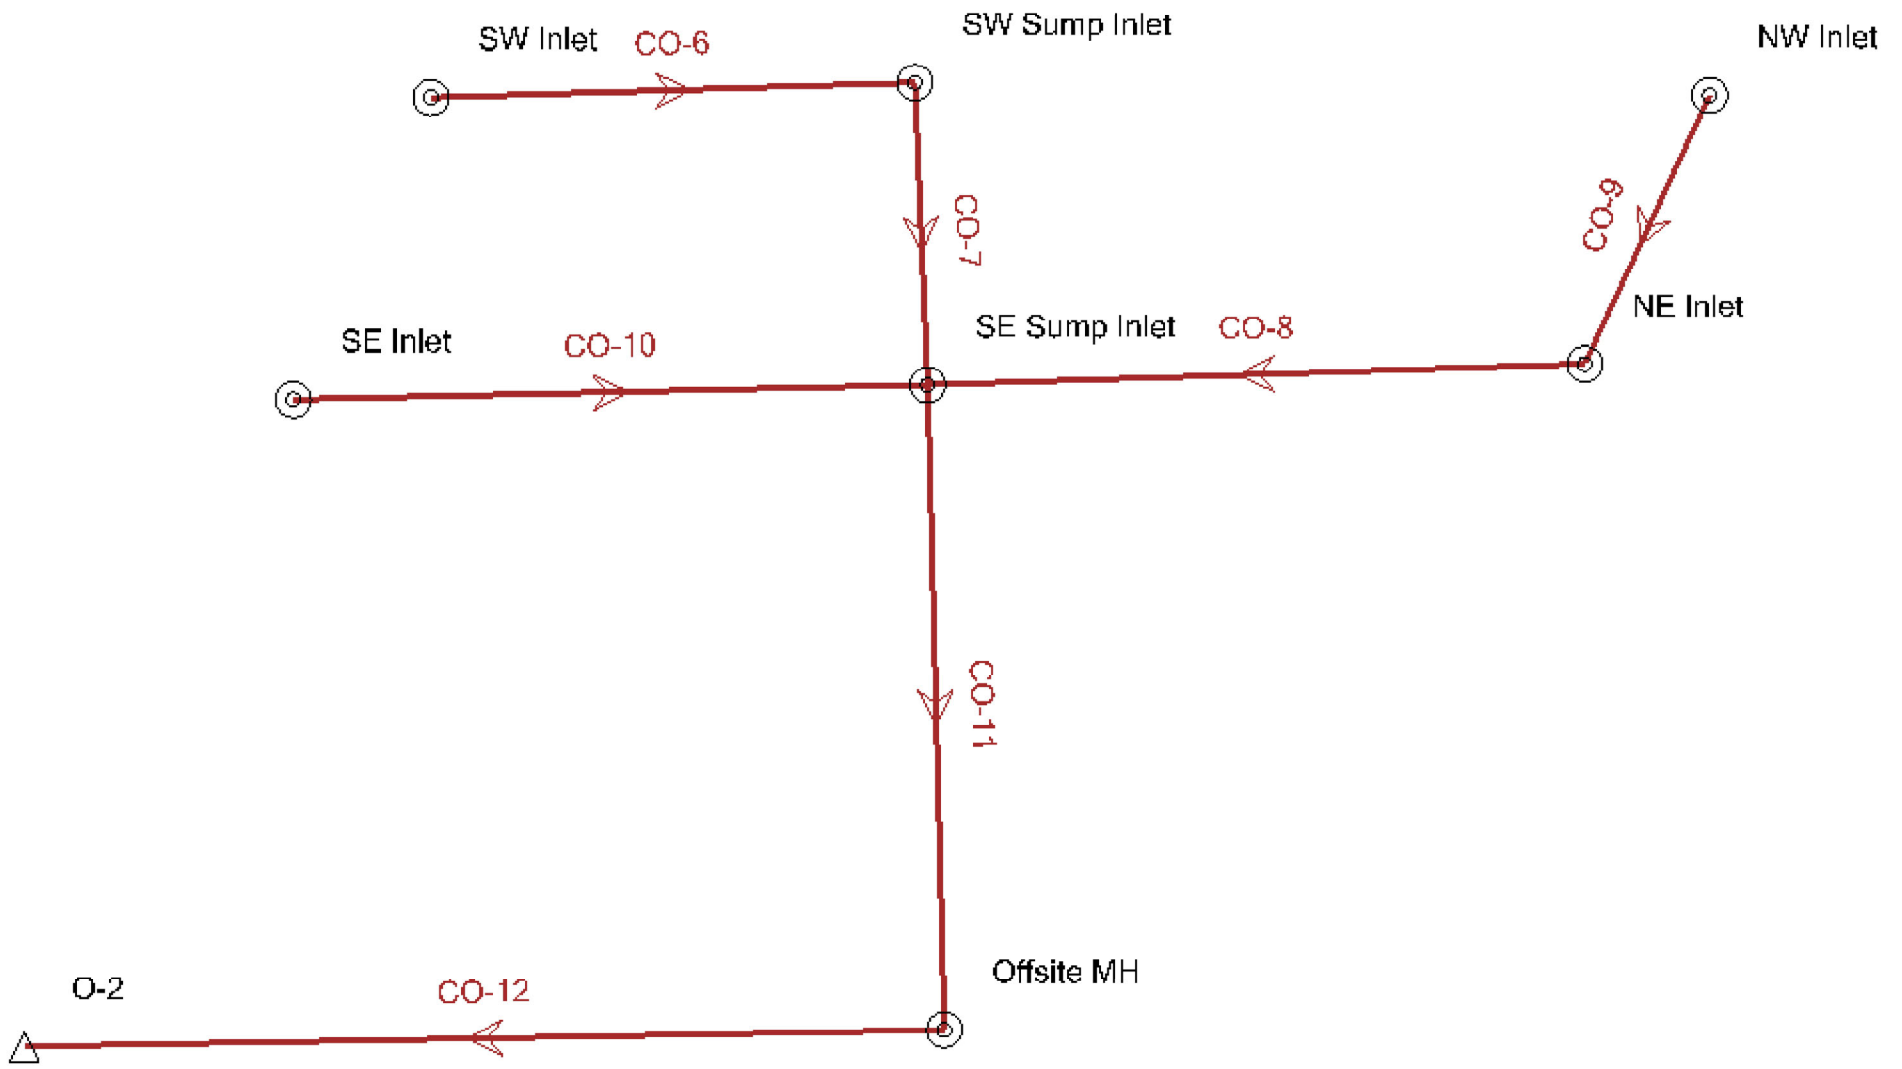 SW Inlet
CO-6
SW Sump Inlet
NW Inlet
CO-7
CO-9
NE Inlet
SE Inlet
CO-10
SE Sump Inlet
CO-8
CO-11
Offsite MH
O-2
CO-12